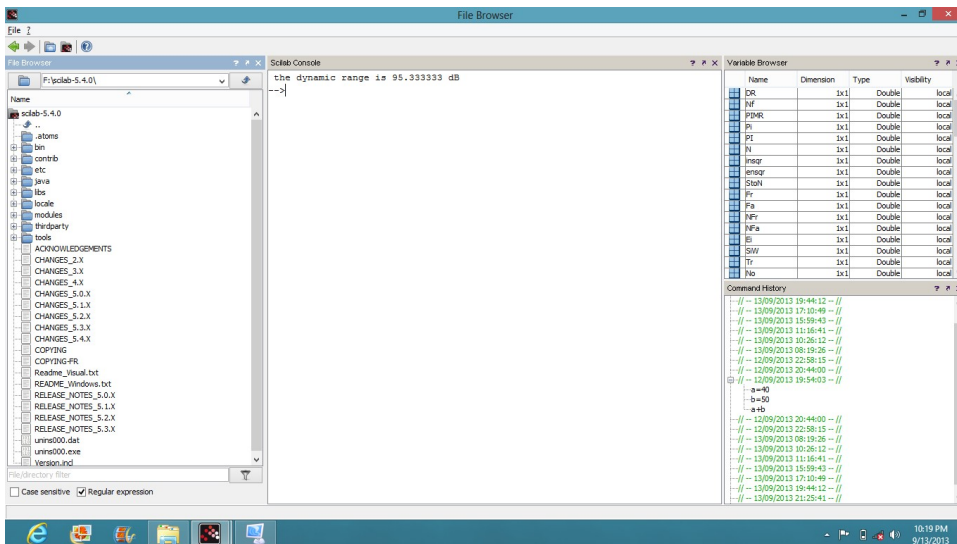 File Browser
File ?
File Browser
F:\scilab-5.4.0\
Name
scilab-5.4.0
..
.atoms
bin
contrib
etc
java
libs
locale
modules
thirdparty
tools
ACKNOWLEDGEMENTS
CHANGES_2.X
CHANGES_3.X
CHANGES_4.X
CHANGES_5.0.X
CHANGES_5.1.X
CHANGES_5.2.X
CHANGES_5.3.X
CHANGES_5.4.X
COPYING
COPYING-FR
Readme_Visual.txt
README_Windows.txt
RELEASE_NOTES_5.0.X
RELEASE_NOTES_5.1.X
RELEASE_NOTES_5.2.X
RELEASE_NOTES_5.3.X
unins000.dat
unins000.exe
Version.incl
File/directory filter
Case sensitive Regular expression
Scilab Console
the dynamic range is 95.333333 dB
-->
Variable Browser
Name Dimension Type Visibility
DR 1x1 Double local
Nf 1x1 Double local
PIMR 1x1 Double local
Pi 1x1 Double local
PI 1x1 Double local
N 1x1 Double local
insqr 1x1 Double local
ensqr 1x1 Double local
StoN 1x1 Double local
Fr 1x1 Double local
Fa 1x1 Double local
NFr 1x1 Double local
NFa 1x1 Double local
Ei 1x1 Double local
SiW 1x1 Double local
Tr 1x1 Double local
No 1x1 Double local
Command History
// -- 13/09/2013 19:44:12 -- //
// -- 13/09/2013 17:10:49 -- //
// -- 13/09/2013 15:59:43 -- //
// -- 13/09/2013 11:16:41 -- //
// -- 13/09/2013 10:26:12 -- //
// -- 13/09/2013 08:19:26 -- //
// -- 12/09/2013 22:58:15 -- //
// -- 12/09/2013 20:44:00 -- //
// -- 12/09/2013 19:54:03 -- //
a=40
b=50
a+b
// -- 12/09/2013 20:44:00 -- //
// -- 12/09/2013 22:58:15 -- //
// -- 13/09/2013 08:19:26 -- //
// -- 13/09/2013 10:26:12 -- //
// -- 13/09/2013 11:16:41 -- //
// -- 13/09/2013 15:59:43 -- //
// -- 13/09/2013 17:10:49 -- //
// -- 13/09/2013 19:44:12 -- //
// -- 13/09/2013 21:25:41 -- //
10:19 PM
9/13/2013